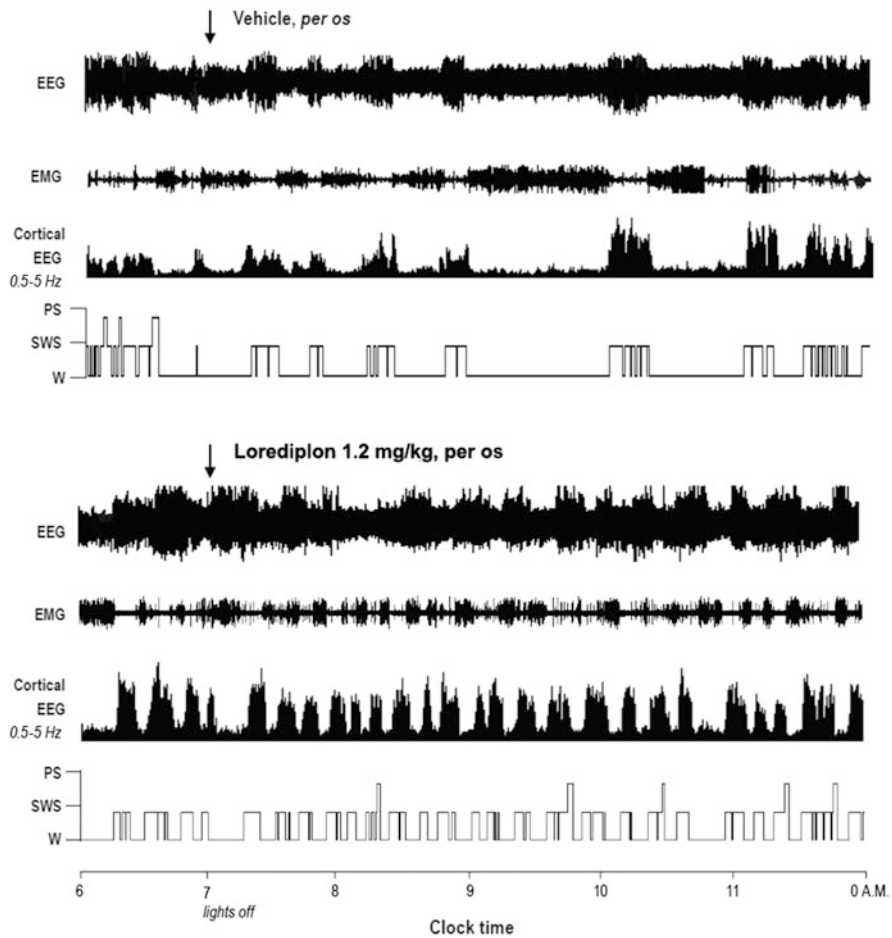 Vehicle, per os
EEG
EMG
Cortical
EEG
0.5-5 Hz
PS
SWS
W
Lorediplon 1.2 mg/kg, per os
EEG
EMG
Cortical
EEG
0.5-5 Hz
PS
SWS
W
6 7 8 9 10 11 0 A.M.
lights off
Clock time